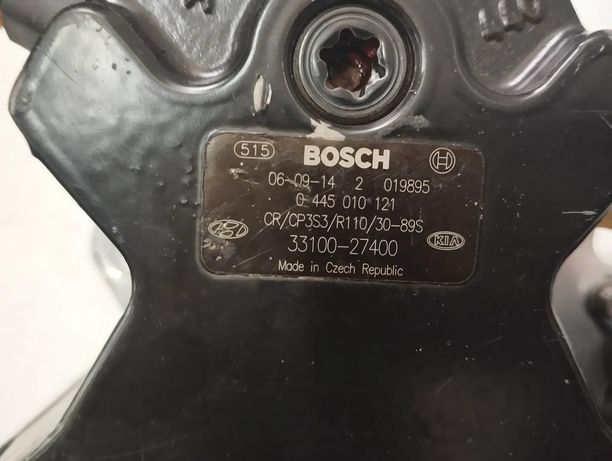 515 BOSCH
06-09-14 2 019895
0 445 010 121
CR/CP3S3/R110/30-89S
33100-27400 KIA
Made in Czech Republic